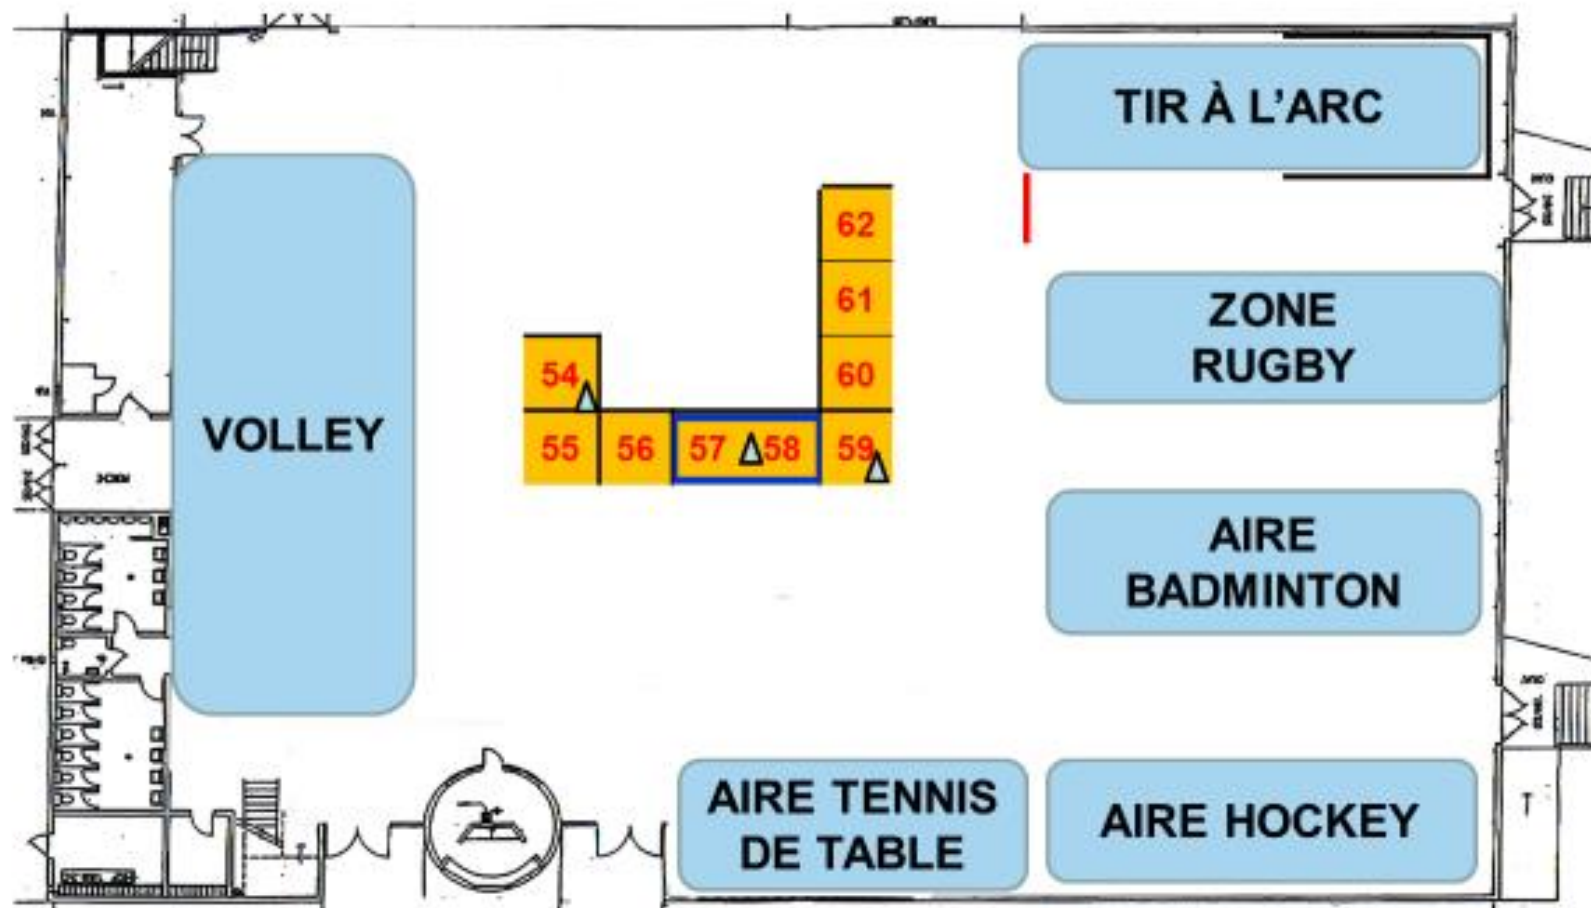 TIR À L'ARC
62
61
60
54
55
56
57
58
59
VOLLEY
ZONE
RUGBY
AIRE
BADMINTON
AIRE TENNIS
DE TABLE
AIRE HOCKEY